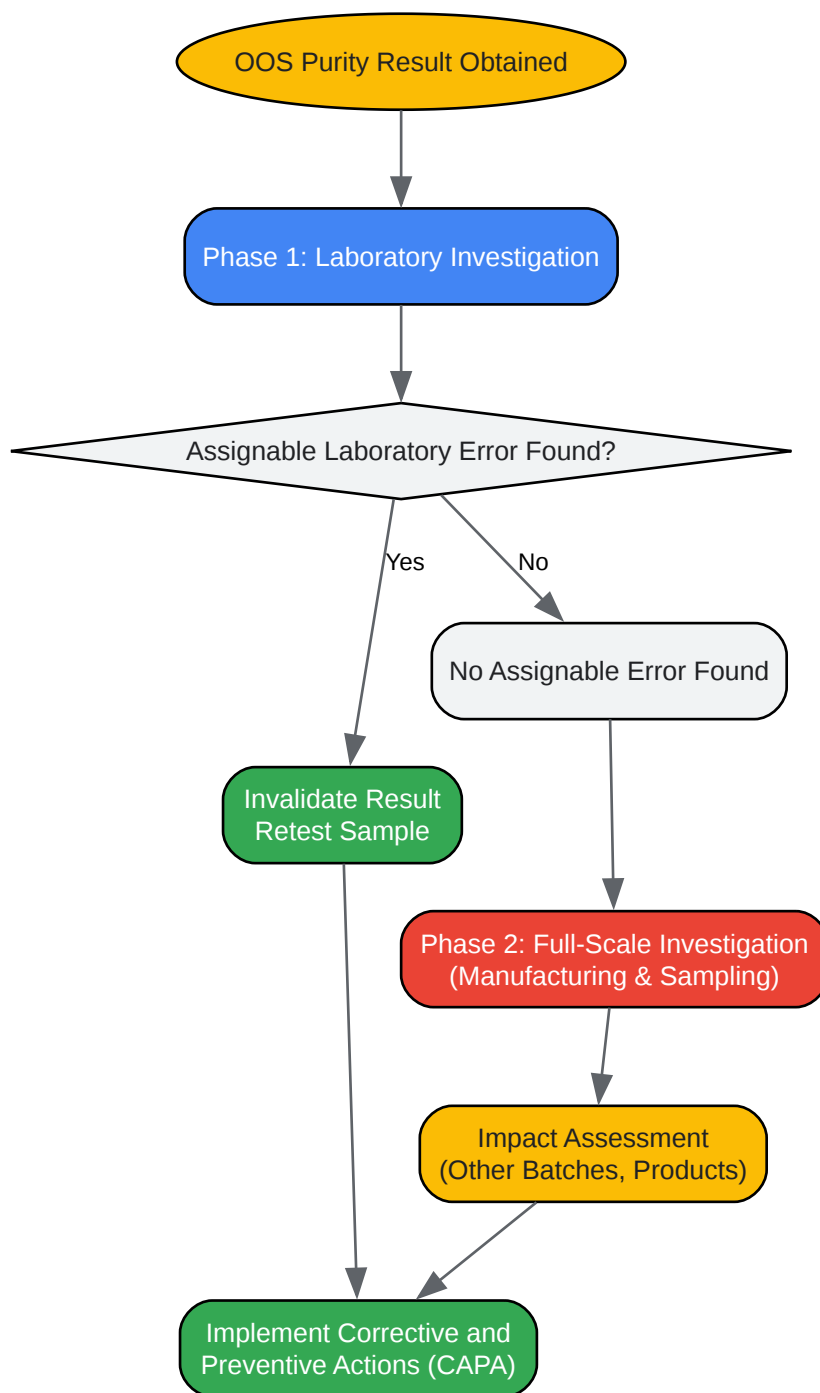 OOS Purity Result Obtained
Phase 1: Laboratory Investigation
Assignable Laboratory Error Found?
Yes
No
No Assignable Error Found
Invalidate Result
Retest Sample
Phase 2: Full-Scale Investigation
(Manufacturing & Sampling)
Impact Assessment
(Other Batches, Products)
Implement Corrective and
Preventive Actions (CAPA)